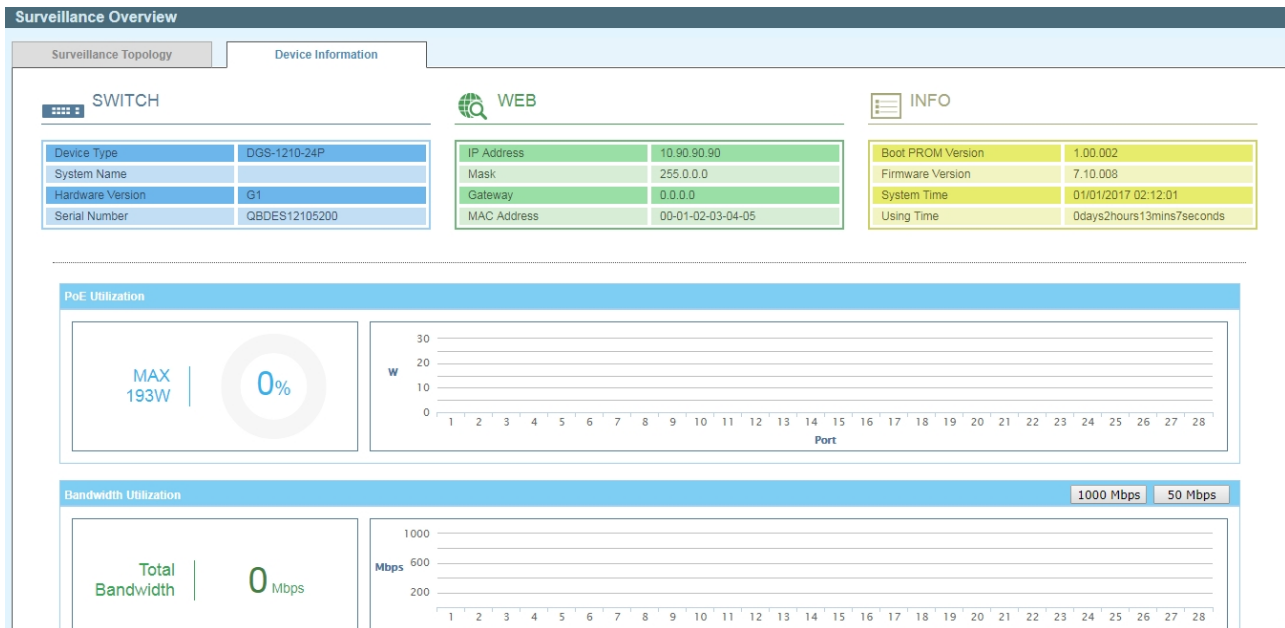 Surveillance Overview
Surveillance Topology Device Information
SWITCH WEB INFO
Device Type DGS-1210-24P IP Address 10.90.90.90 Boot PROM Version 1.00.002
System Name Mask 255.0.0.0 Firmware Version 7.10.008
Hardware Version G1 Gateway 0.0.0.0 System Time 01/01/2017 02:12:01
Serial Number QBDES12105200 MAC Address 00-01-02-03-04-05 Using Time 0days2hours13mins7seconds
PoE Utilization
MAX
193W
0%
30
20
W
10
0
1 2 3 4 5 6 7 8 9 10 11 12 13 14 15 16 17 18 19 20 21 22 23 24 25 26 27 28
Port
Bandwidth Utilization 1000 Mbps 50 Mbps
Total
Bandwidth
0 Mbps
1000
Mbps 600
200
1 2 3 4 5 6 7 8 9 10 11 12 13 14 15 16 17 18 19 20 21 22 23 24 25 26 27 28